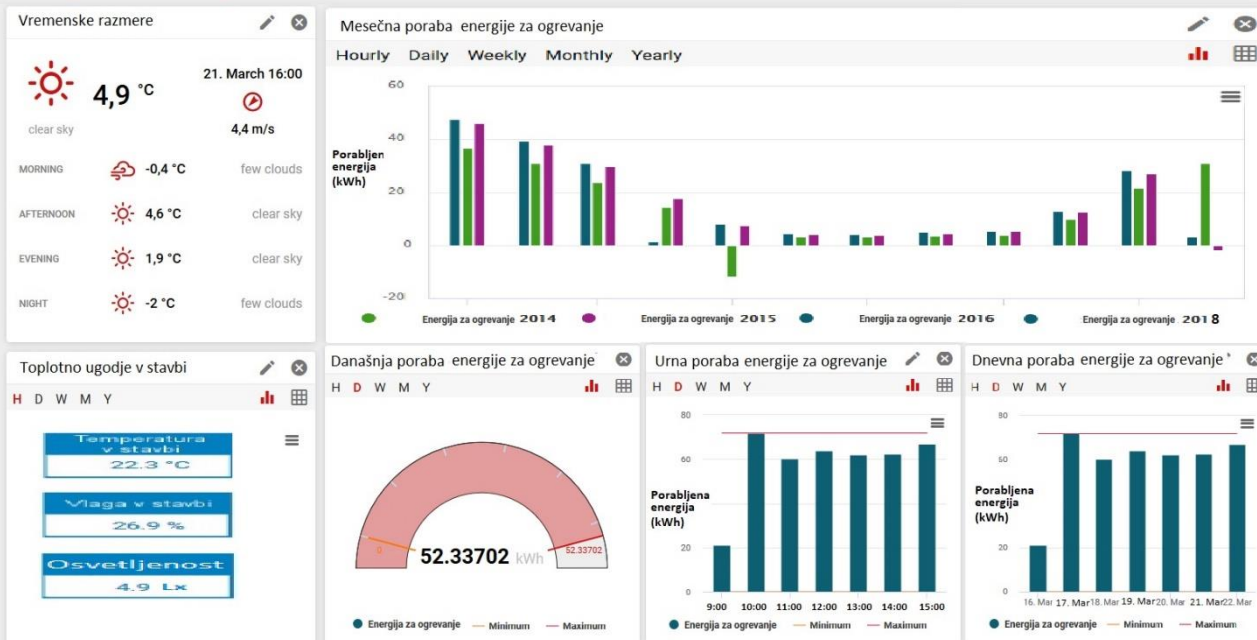 Vremenske razmere
4,9 °C
21. March 16:00
clear sky
4,4 m/s
MORNING -0,4 °C few clouds
AFTERNOON 4,6 °C clear sky
EVENING 1,9 °C clear sky
NIGHT -2 °C few clouds
Mesečna poraba energije za ogrevanje
Hourly Daily Weekly Monthly Yearly
Porabljen
energija
(kWh)
60
40
20
0
-20
Energija za ogrevanje 2014 Energija za ogrevanje 2015 Energija za ogrevanje 2016 Energija za ogrevanje 2018
Toplotno ugodje v stavbi
H D W M Y
Temperatura
v stavbi
22.3 °C
Vlaga v stavbi
26.9 %
Osvetljenost
4.9 Lx
Današnja poraba energije za ogrevanje
H D W M Y
0
52.33702 kWh
52.33702
Energija za ogrevanje Minimum Maximum
Urna poraba energije za ogrevanje
H D W M Y
Porabljena
energija
(kWh)
80
60
20
0
9:00 10:00 11:00 12:00 13:00 14:00 15:00
Energija za ogrevanje Minimum Maximum
Dnevna poraba energije za ogrevanje
H D W M Y
Porabljena
energija
(kWh)
80
60
20
0
16. Mar 17. Mar 18. Mar 19. Mar 20. Mar 21. Mar 22. Mar
Energija za ogrevanje Minimum Maximum